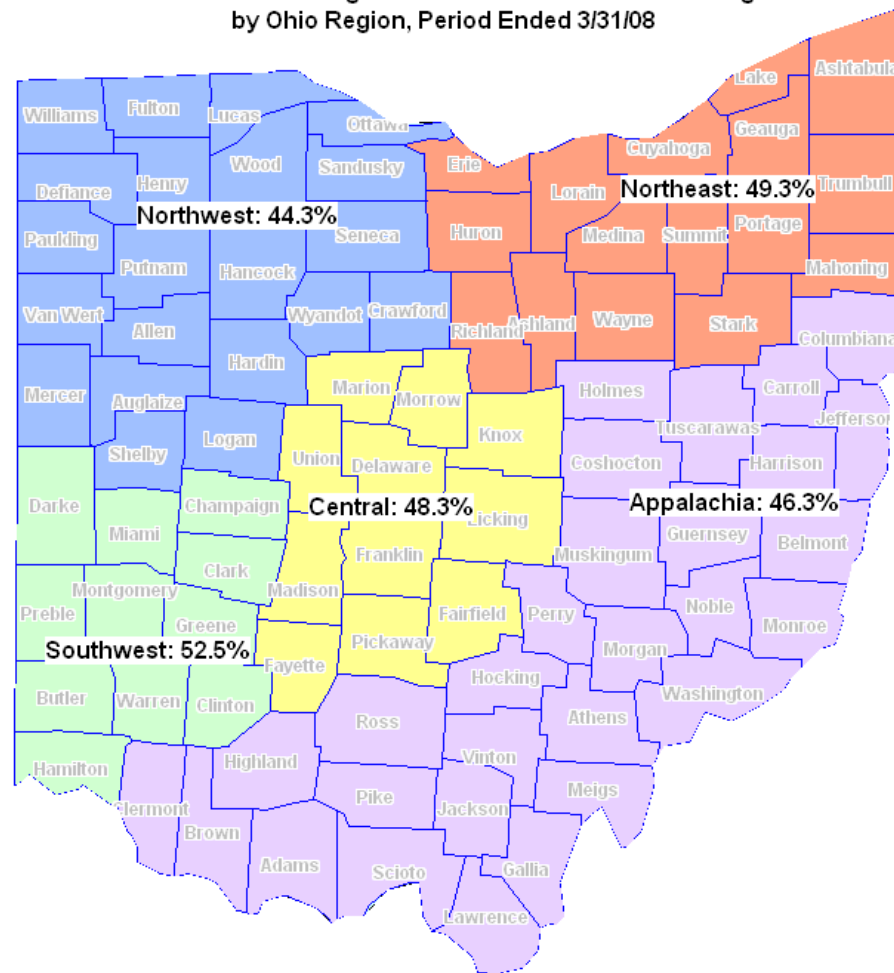 by Ohio Region, Period Ended 3/31/08
Ashtabula
Lake
Williams
Fulton
Lucas
Ottawa
Geauga
Cuyahoga
Wood
Sandusky
Erie
Defiance
Henry
Lorain
Northeast: 49.3%
Trumbull
Northwest: 44.3%
Paulding
Seneca
Huron
Medina
Summit
Portage
Putnam
Hancock
Mahoning
Van Wert
Allen
Wyandot
Crawford
Richland
Ashland
Wayne
Stark
Columbiana
Hardin
Mercer
Auglaize
Marion
Morrow
Holmes
Carroll
Jefferson
Tuscarawas
Logan
Shelby
Union
Knox
Delaware
Coshocton
Harrison
Darke
Champaign
Central: 48.3%
Appalachia: 46.3%
Miami
Licking
Guernsey
Belmont
Clark
Franklin
Muskingum
Montgomery
Madison
Preble
Greene
Fairfield
Perry
Noble
Monroe
Southwest: 52.5%
Pickaway
Morgan
Fayette
Hocking
Butler
Warren
Clinton
Washington
Ross
Athens
Highland
Vinton
Hamilton
Pike
Meigs
Clermont
Jackson
Brown
Adams
Scioto
Gallia
Lawrence